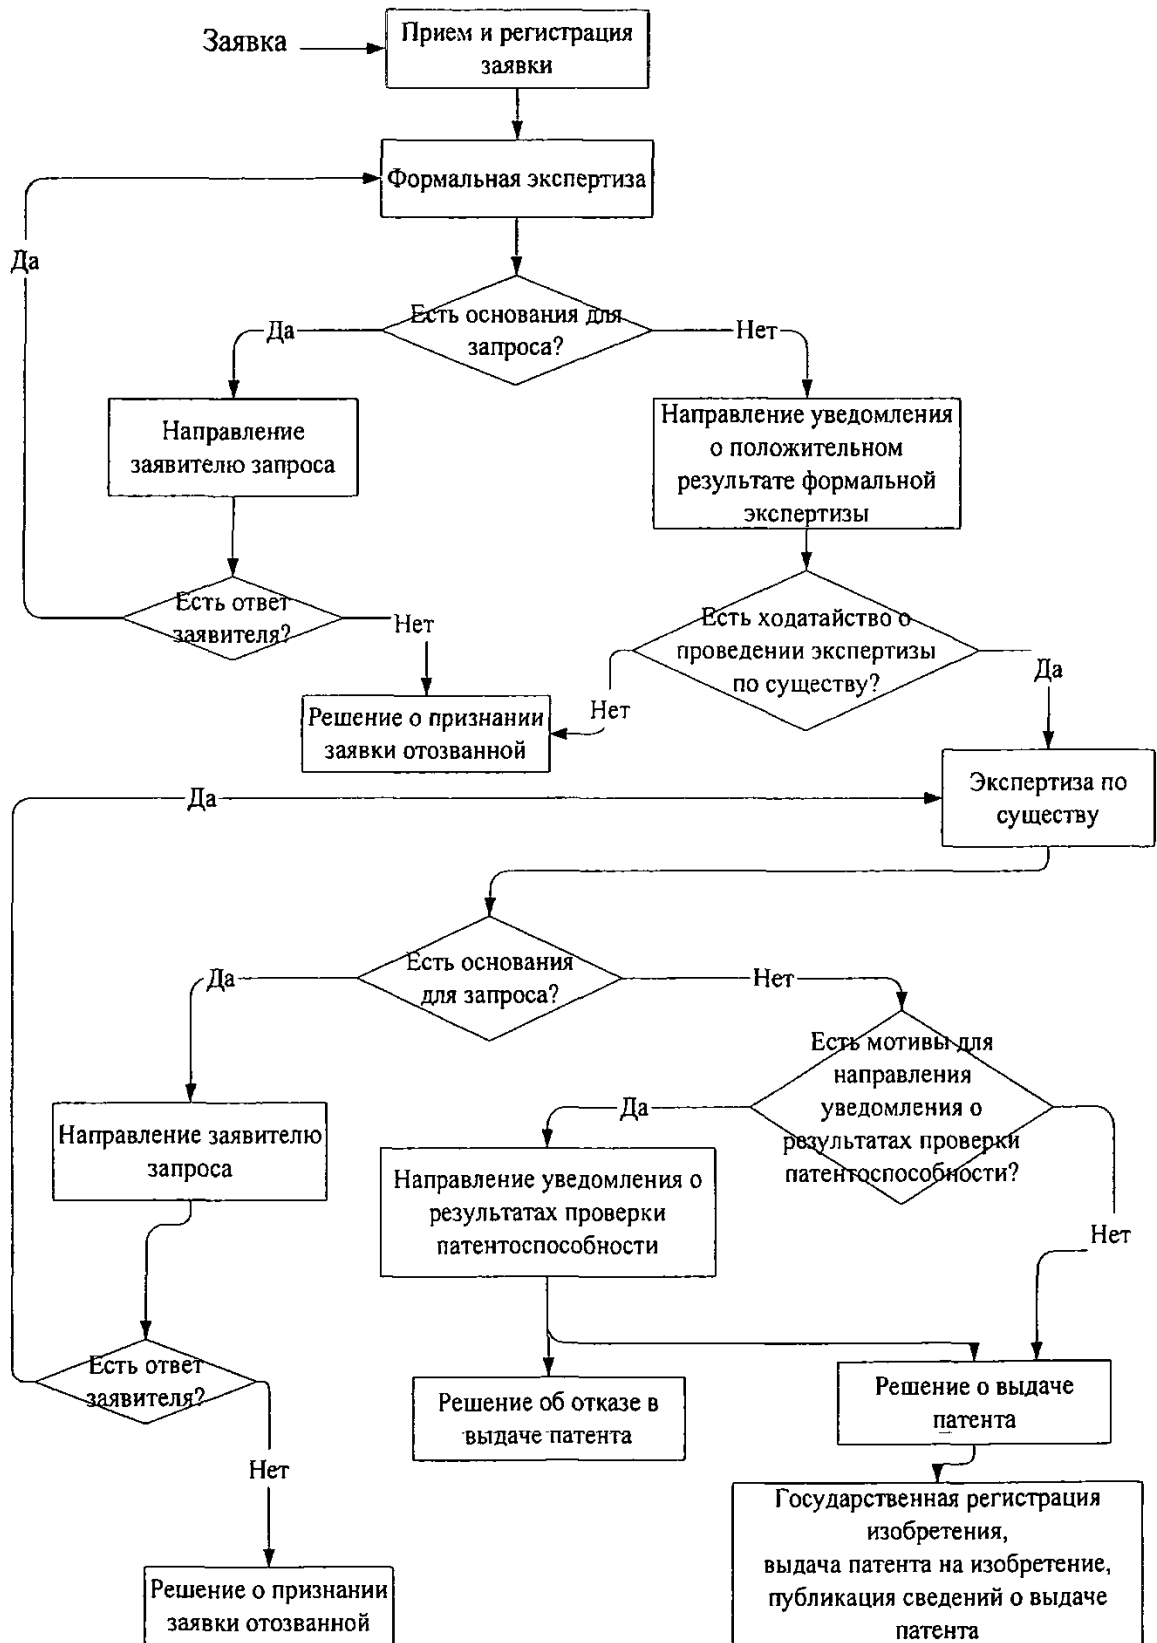 Заявка
Прием и регистрация
заявки
Формальная экспертиза
Да
Есть основания для
запроса?
Да
Нет
Направление
заявителю запроса
Направление уведомления
о положительном
результате формальной
экспертизы
Есть ответ
заявителя?
Нет
Есть ходатайство о
проведении экспертизы
по существу?
Нет
Да
Решение о признании
заявки отозванной
Экспертиза по
существу
Да
Есть основания
для запроса?
Да
Нет
Есть мотивы для
направления
уведомления о
результатах проверки
патентоспособности?
Да
Нет
Направление заявителю
запроса
Направление уведомления о
результатах проверки
патентоспособности
Есть ответ
заявителя?
Нет
Решение об отказе в
выдаче патента
Решение о выдаче
патента
Решение о признании
заявки отозванной
Государственная регистрация
изобретения,
выдача патента на изобретение,
публикация сведений о выдаче
патента